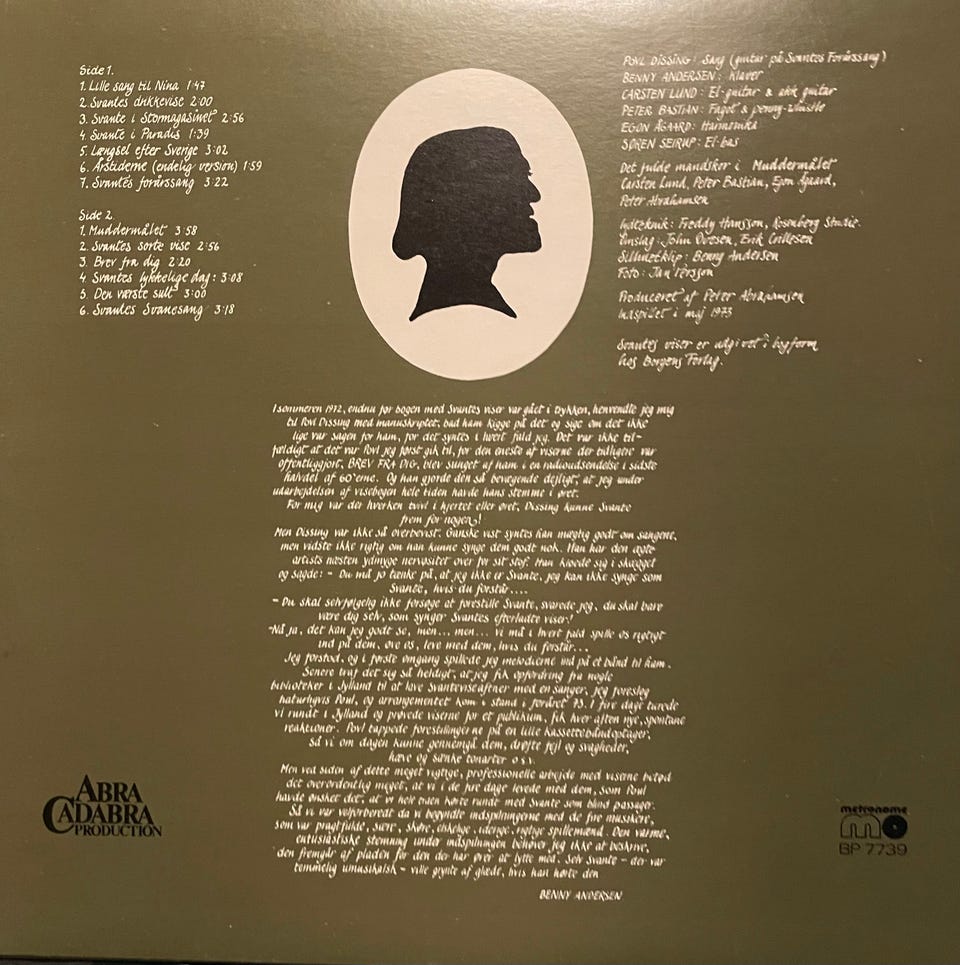 Side 1.
1. Lille sang til Nina 1:47
2. Svantes drikkevise 2:00
3. Svante i Stormagasinet 2:56
4. Svante i Paradis 1:39
5. Længsel efter Sverige 3:02
6. Årstiderne (endelig version) 1:59
7. Svantes forårssang 3:22
Side 2.
1. Muddermålet 3:58
2. Svantes sorte vise 2:56
3. Brev fra dig 2:20
4. Svantes lykkelige dag: 3:08
5. Den værste sult 3:00
6. Svantes Svanesang 3:18
POVL DISSING: Sang (guitar på Svantes Forårssang)
BENNY ANDERSEN: Klaver
CARSTEN LUND: El-guitar & akk guitar
PETER BASTIAN: Fagot & penny-whistle
EGON ÅGAARD: Harmonika
SØREN SEIRUP: El-bas
Det fulde mandskor i Muddermålet
Carsten Lund, Peter Bastian, Egon Ågaard,
Peter Abrahamsen
Lydteknik: Freddy Hansson, Rosenberg Studie.
Omslag: John Ovesen, Erik
Silhuetklip: Benny Andersen
Foto: Jan Persson
Produceret af Peter Abrahamsen
Indspillet i maj 1973
Svantes viser er udgivet i bogform
hos Borgens Forlag.
I sommeren 1972, endnu før bogen med Svantes viser var gået i trykken, henvendte jeg mig
til Povl Dissing med manuskriptet, bad ham kigge på det og sige om det ikke
lige var sagen for ham, for det syntes i hvert fald jeg. Det var ikke til-
fældigt at det var Povl jeg først gik til, for den eneste af viserne der tidligere var
offentliggjort, BREV FRA DIG, blev sunget af ham i en radioudsendelse i sidste
halvdel af 60'erne. Og han gjorde den så bevægende dejligt, at jeg under
udarbejdelsen af visebogen hele tiden havde hans stemme i øret.
For mig var der hverken tvivl i hjertet eller øret, Dissing kunne Svante
frem for nogen!
Men Dissing var ikke så overbevist. Ganske vist syntes han mægtig godt om sangene,
men vidste ikke rigtig om han kunne synge dem godt nok. Han har den ægte
artists næsten ydmyge nervøsitet over for sit stof. Han kløede sig i skægget
og sagde: - Du må jo tænke på, at jeg ikke er Svante, jeg kan ikke synge som
Svante, hvis du forstår....
- Du skal selvfølgelig ikke forsøge at forestille Svante, svarede jeg, du skal bare
være dig selv, som synger Svantes efterladte viser!
- Nå ja, det kan jeg godt se, men... men... vi må i hvert fald spille os rigtigt
ind på dem, øve os, leve med dem, hvis du forstår...
Jeg forstod, og i første omgang spillede jeg melodierne ind på et bånd til ham.
Senere traf det sig så heldigt, at jeg fik opfordring fra nogle
biblioteker i Jylland til at lave Svanteviseaftner med en sanger, jeg foreslog
naturligvis Poul, og arrangementet kom i stand i foråret 73. I fire dage turede
vi rundt i Jylland og prøvede viserne for et publikum, fik hver aften nye, spontane
reaktioner. Povl tappede forestillingerne på en lille kassettebåndoptager,
så vi om dagen kunne gennemgå dem, drøfte fejl og svagheder,
hæve og sænke tonarter o.s.v.
Men ved siden af dette meget vigtige, professionelle arbejde med viserne betød
det overordentlig meget, at vi i de fire dage levede med dem, som Poul
havde ønsket det, at vi hele tiden kørte rundt med Svante som blind passager.
Så vi var velforberedt da vi begyndte indspilningerne med de fire musikere,
som var pragtfulde, sære, skøre, elskelige, ærlige, rigtige spillemænd. Den varme,
entusiastiske stemning under indspilningen behøver jeg ikke at beskrive,
den fremgår af pladen for den der har ører at lytte med. Selv Svante - der var
temmelig umusikalsk - ville grynte af glæde, hvis han hørte den
BENNY ANDERSEN
ABRA
CADABRA
PRODUCTION
metronome
BP 7739